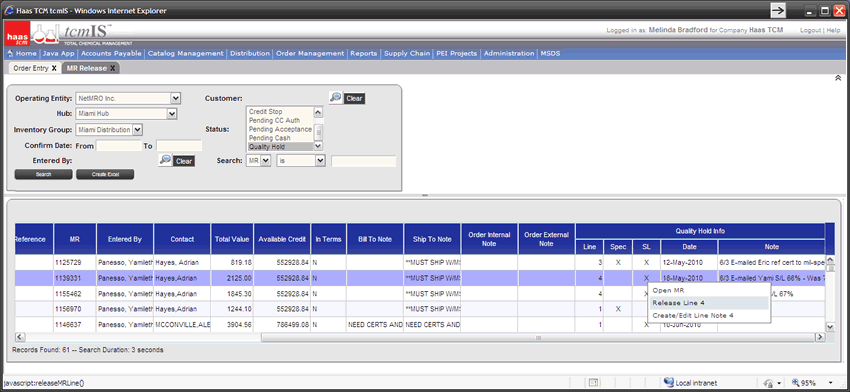 Haas TCM tcmIS - Windows Internet Explorer
haas tcm tcmIS
TOTAL CHEMICAL MANAGEMENT
Logged in as: Melinda Bradford for Company Haas TCM Logout | Help
Home Java App Accounts Payable Catalog Management Distribution Order Management Reports Supply Chain PEI Projects Administration MSDS
Order Entry X MR Release X
Operating Entity: NetMRO Inc. Customer: Clear
Hub: Miami Hub
Inventory Group: Miami Distribution
Status: Credit Stop
Pending CC Auth
Pending Acceptance
Pending Cash
Quality Hold
Confirm Date: From To
Entered By: Clear Search: MR is
Search Create Excel
Reference MR Entered By Contact Total Value Available Credit In Terms Bill To Note Ship To Note Order Internal Note Order External Note Quality Hold Info
Line Spec SL Date Note
1125729 Panesso, Yamileth Hayes,Adrian 819.18 552928.84 N **MUST SHIP W/MS 3 X X 12-May-2010 6/3 E-mailed Eric ref cert to mil-spe
1139331 Panesso, Yamileth Hayes,Adrian 2125.00 552928.84 N **MUST SHIP W/MS 4 X 18-May-2010 6/3 E-mailed Yami S/L 66% - Was
1155462 Panesso, Yamileth Hayes,Adrian 1845.30 552928.84 N **MUST SHIP W/MS 4 X /L 67%
1156970 Panesso, Yamileth Hayes,Adrian 1244.10 552928.84 N **MUST SHIP W/MS 1 X
1146637 Panesso, Yamileth MCCONVILLE,ALE 3904.56 786499.08 N NEED CERTS AND NEED CERTS AND 1 X 10-Jun-2010
Open MR
Release Line 4
Create/Edit Line Note 4
Records Found: 61 -- Search Duration: 3 seconds
javascript:releaseMRLine() Local intranet 95%